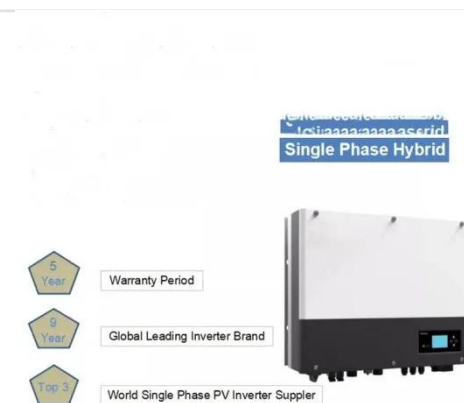 Single Phase Hybrid
5
Year
Warranty Period
9
Year
Global Leading Inverter Brand
Top 3
World Single Phase PV Inverter Suppler